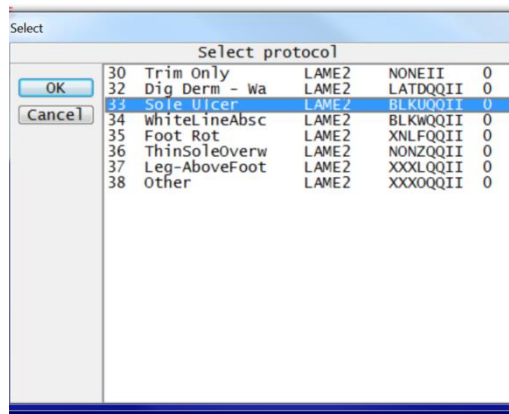 Select
Select protocol
OK
Cancel
30 Trim Only LAME2 NONEII 0
32 Dig Derm - Wa LAME2 LATDQQII 0
33 Sole Ulcer LAME2 BLKUQQII 0
34 WhiteLineAbsc LAME2 BLKWQQII 0
35 Foot Rot LAME2 XNLFQQII 0
36 ThinSoleOverw LAME2 NONZQQII 0
37 Leg-AboveFoot LAME2 XXXLQQII 0
38 Other LAME2 XXXOQQII 0